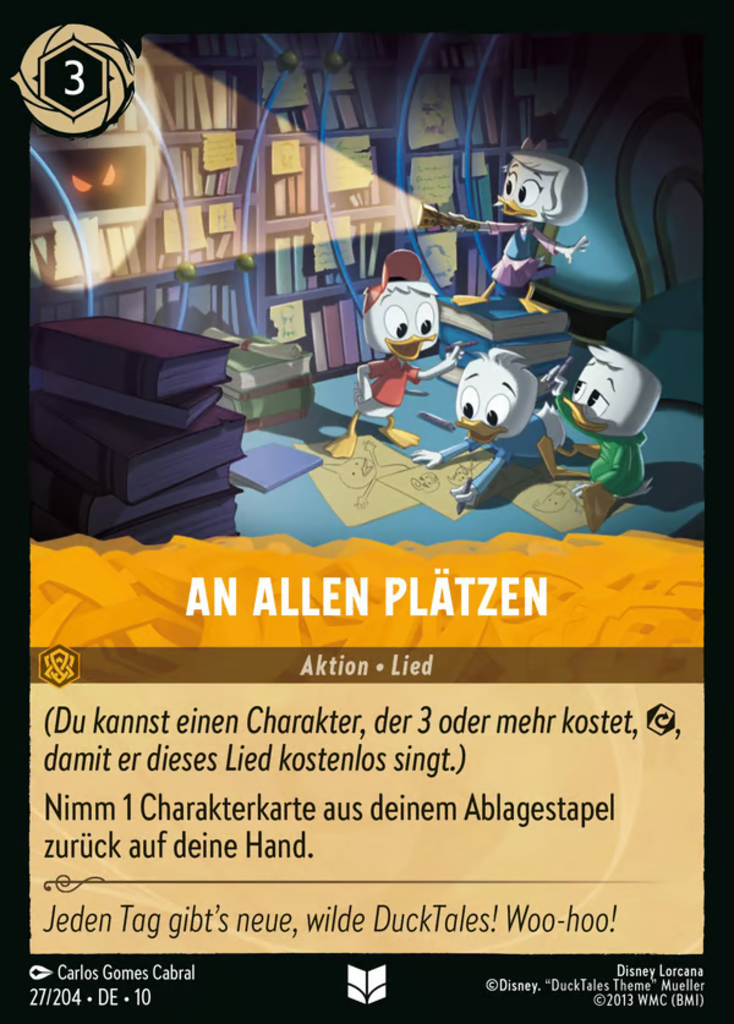 3
AN ALLEN PLÄTZEN
Aktion • Lied
(Du kannst einen Charakter, der 3 oder mehr kostet, ,
damit er dieses Lied kostenlos singt.)
Nimm 1 Charakterkarte aus deinem Ablagestapel
zurück auf deine Hand.
Jeden Tag gibt's neue, wilde DuckTales! Woo-hoo!
Carlos Gomes Cabral
27/204 • DE • 10
Disney Lorcana
©Disney. “DuckTales Theme” Mueller
©2013 WMC (BMI)